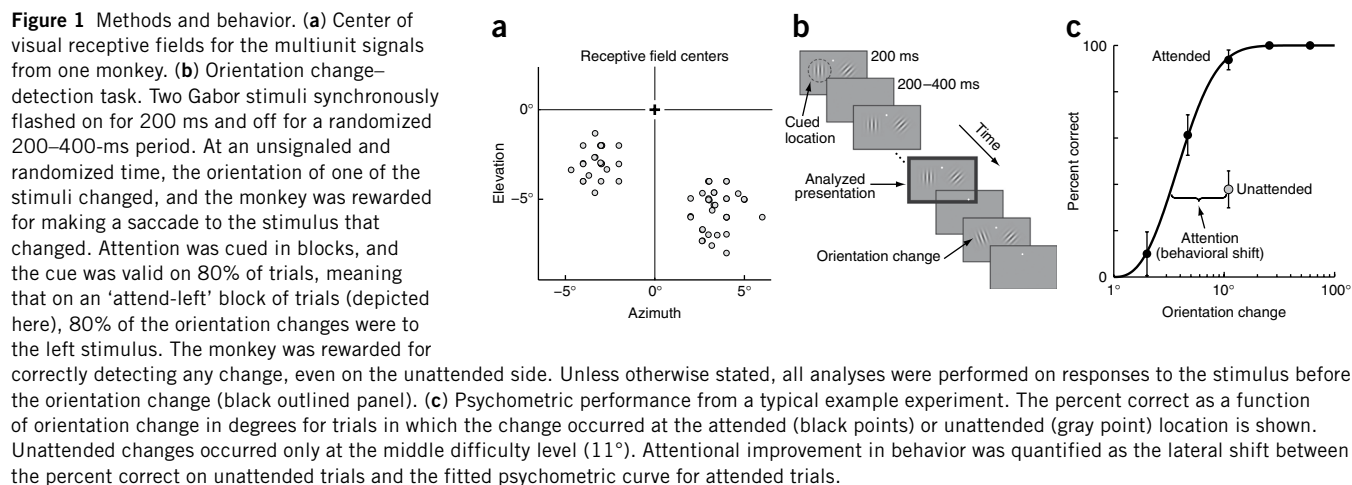 Figure 1 Methods and behavior. (a) Center of
visual receptive fields for the multiunit signals
from one monkey. (b) Orientation change–
detection task. Two Gabor stimuli synchronously
flashed on for 200 ms and off for a randomized
200–400-ms period. At an unsignaled and
randomized time, the orientation of one of the
stimuli changed, and the monkey was rewarded
for making a saccade to the stimulus that
changed. Attention was cued in blocks, and
the cue was valid on 80% of trials, meaning
that on an ‘attend-left’ block of trials (depicted
here), 80% of the orientation changes were to
the left stimulus. The monkey was rewarded for
correctly detecting any change, even on the unattended side. Unless otherwise stated, all analyses were performed on responses to the stimulus before
the orientation change (black outlined panel). (c) Psychometric performance from a typical example experiment. The percent correct as a function
of orientation change in degrees for trials in which the change occurred at the attended (black points) or unattended (gray point) location is shown.
Unattended changes occurred only at the middle difficulty level (11°). Attentional improvement in behavior was quantified as the lateral shift between
the percent correct on unattended trials and the fitted psychometric curve for attended trials.
a
Receptive field centers
0°
–5°
Elevation
–5°
0°
5°
Azimuth
b
200 ms
200–400 ms
Cued
location
Time
Analyzed
presentation
Orientation change
c
100
Attended
Percent correct
Unattended
Attention
(behavioral shift)
0
1°
10°
100°
Orientation change